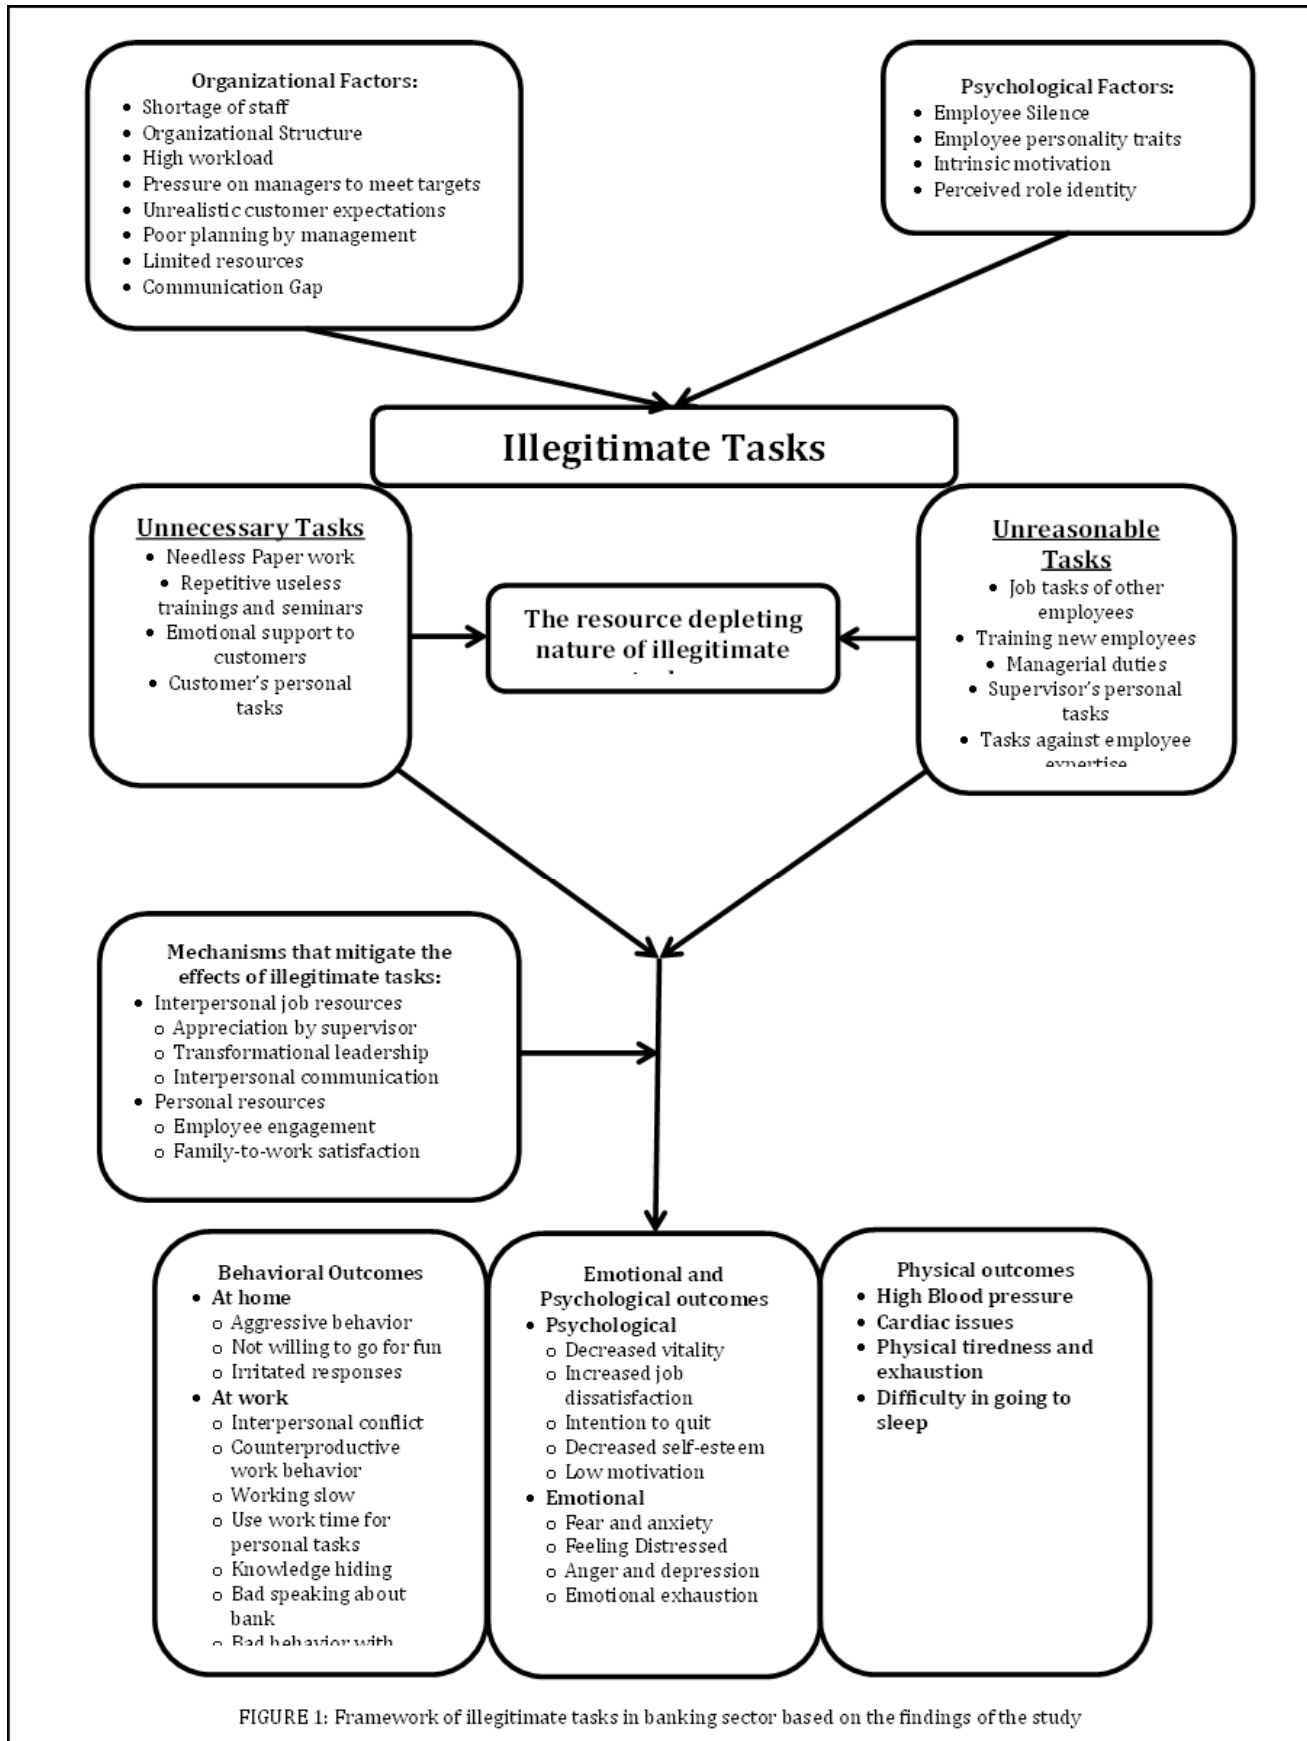 Organizational Factors:
• Shortage of staff
• Organizational Structure
• High workload
• Pressure on managers to meet targets
• Unrealistic customer expectations
• Poor planning by management
• Limited resources
• Communication Gap
Psychological Factors:
• Employee Silence
• Employee personality traits
• Intrinsic motivation
• Perceived role identity
Illegitimate Tasks
Unnecessary Tasks
• Needless Paper work
• Repetitive useless
trainings and seminars
• Emotional support to
customers
• Customer's personal
tasks
The resource depleting
nature of illegitimate
Unreasonable
Tasks
• Job tasks of other
employees
• Training new employees
• Managerial duties
• Supervisor's personal
tasks
• Tasks against employee
expertise
Mechanisms that mitigate the
effects of illegitimate tasks:
• Interpersonal job resources
o Appreciation by supervisor
o Transformational leadership
o Interpersonal communication
• Personal resources
o Employee engagement
o Family-to-work satisfaction
Behavioral Outcomes
• At home
o Aggressive behavior
o Not willing to go for fun
o Irritated responses
• At work
o Interpersonal conflict
o Counterproductive
work behavior
o Working slow
o Use work time for
personal tasks
o Knowledge hiding
o Bad speaking about
bank
o Bad behavior with
Emotional and
Psychological outcomes
• Psychological
o Decreased vitality
o Increased job
dissatisfaction
o Intention to quit
o Decreased self-esteem
o Low motivation
• Emotional
o Fear and anxiety
o Feeling Distressed
o Anger and depression
o Emotional exhaustion
Physical outcomes
• High Blood pressure
• Cardiac issues
• Physical tiredness and
exhaustion
• Difficulty in going to
sleep
FIGURE 1: Framework of illegitimate tasks in banking sector based on the findings of the study